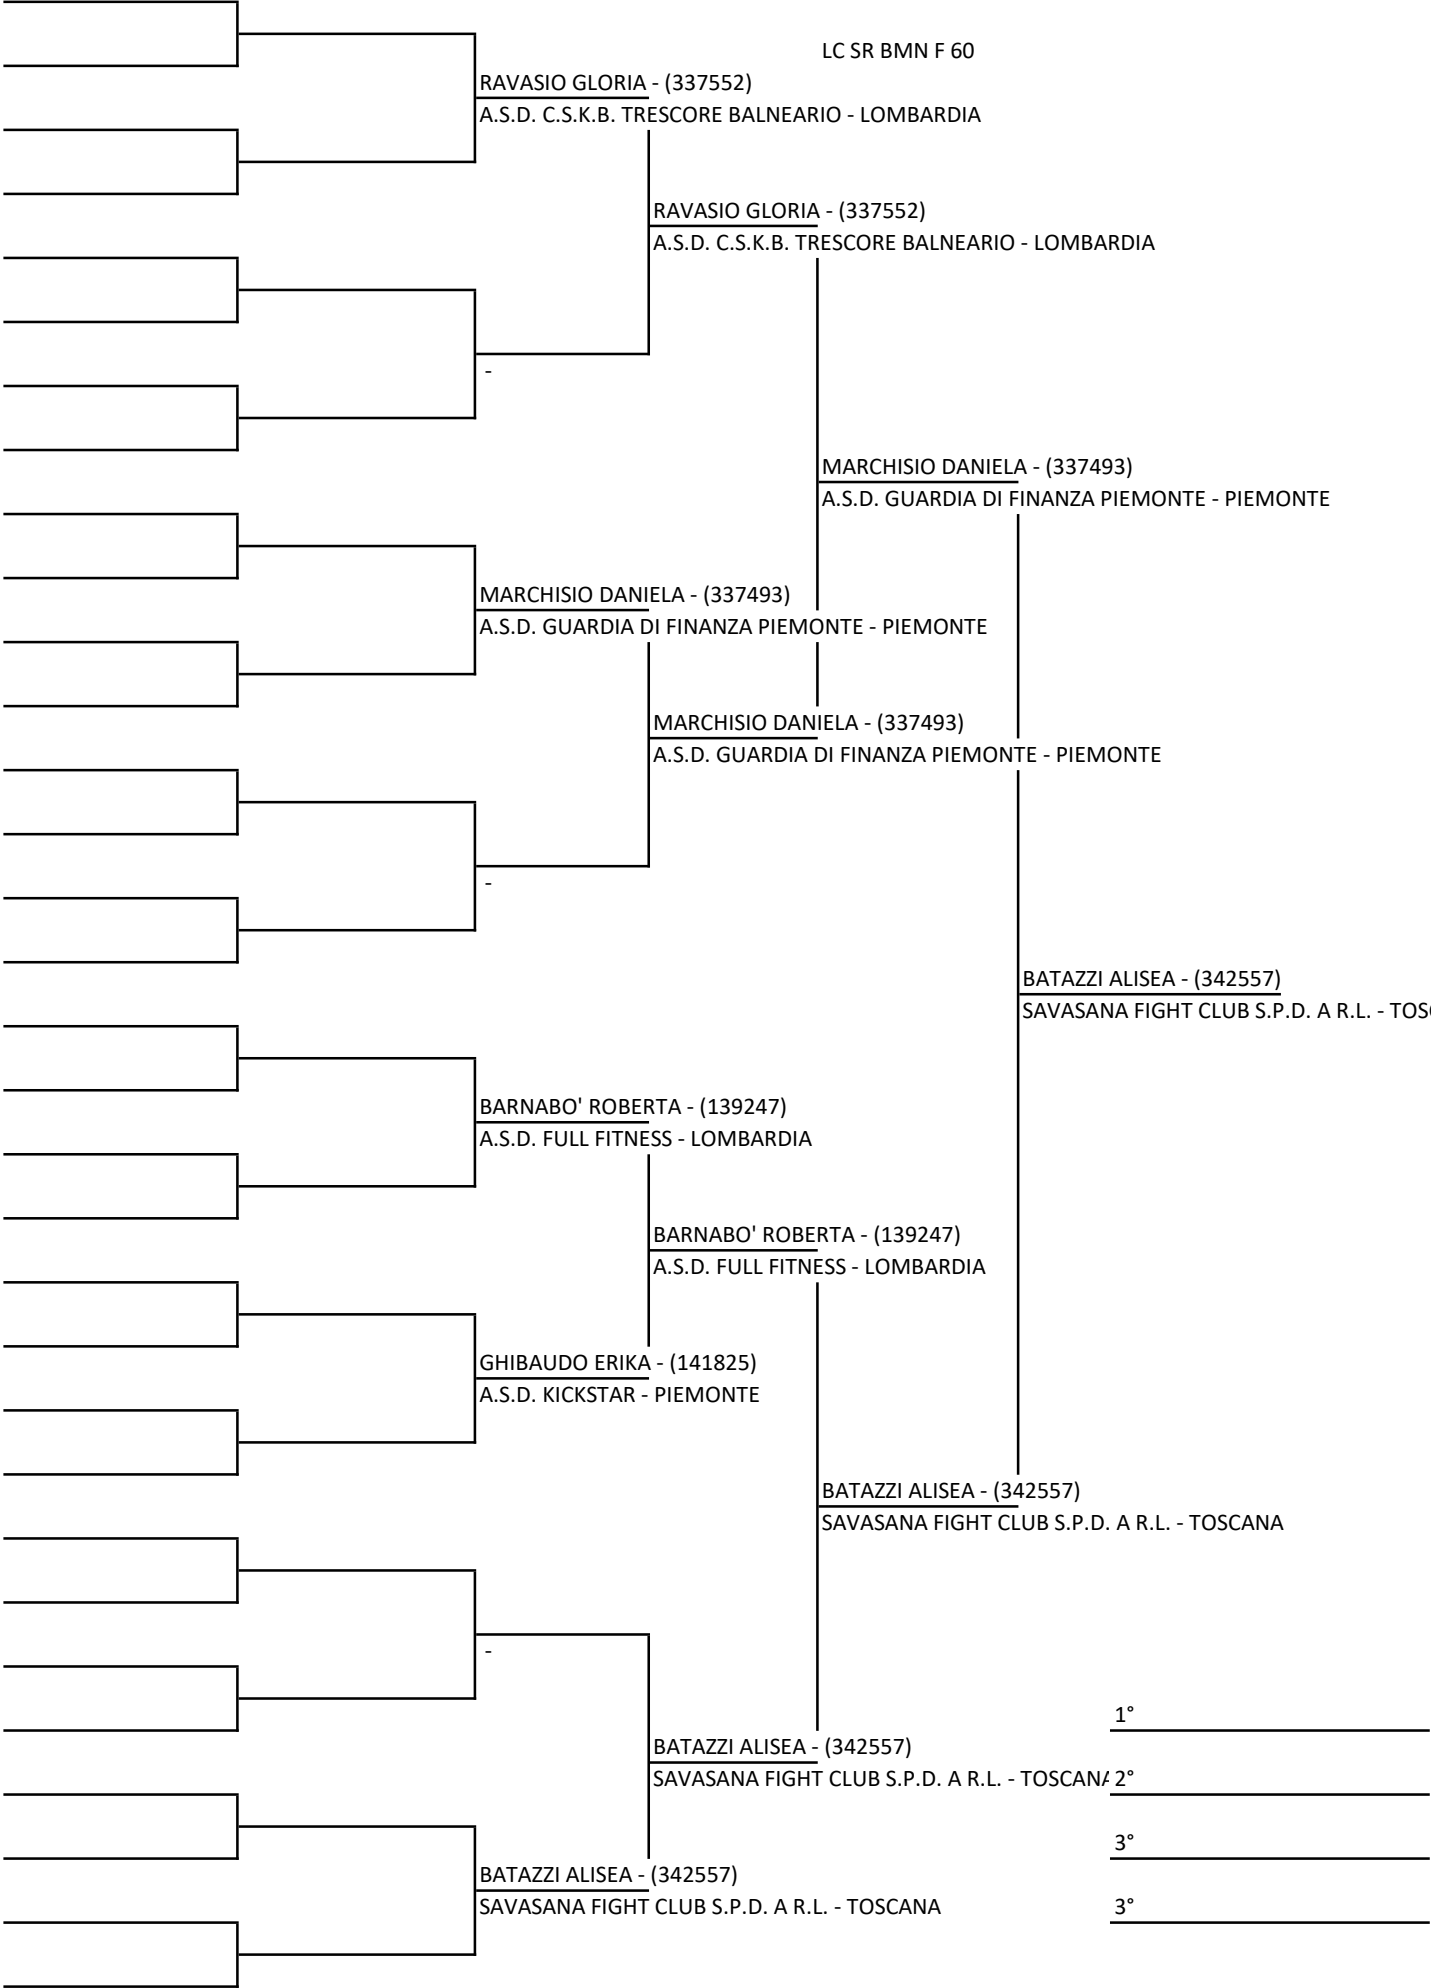 LC SR BMN F 60
RAVASIO GLORIA - (337552)
A.S.D. C.S.K.B. TRESCORE BALNEARIO - LOMBARDIA
RAVASIO GLORIA - (337552)
A.S.D. C.S.K.B. TRESCORE BALNEARIO - LOMBARDIA
-
MARCHISIO DANIELA - (337493)
A.S.D. GUARDIA DI FINANZA PIEMONTE - PIEMONTE
MARCHISIO DANIELA - (337493)
A.S.D. GUARDIA DI FINANZA PIEMONTE - PIEMONTE
MARCHISIO DANIELA - (337493)
A.S.D. GUARDIA DI FINANZA PIEMONTE - PIEMONTE
-
BATAZZI ALISEA - (342557)
SAVASANA FIGHT CLUB S.P.D. A R.L. -
BARNABO' ROBERTA - (139247)
A.S.D. FULL FITNESS - LOMBARDIA
BARNABO' ROBERTA - (139247)
A.S.D. FULL FITNESS - LOMBARDIA
GHIBAUDO ERIKA - (141825)
A.S.D. KICKSTAR - PIEMONTE
BATAZZI ALISEA - (342557)
SAVASANA FIGHT CLUB S.P.D. A R.L. - TOSCANA
-
1°
BATAZZI ALISEA - (342557)
SAVASANA FIGHT CLUB S.P.D. A R.L. - TOSCANA
2°
3°
BATAZZI ALISEA - (342557)
SAVASANA FIGHT CLUB S.P.D. A R.L. - TOSCANA
3°